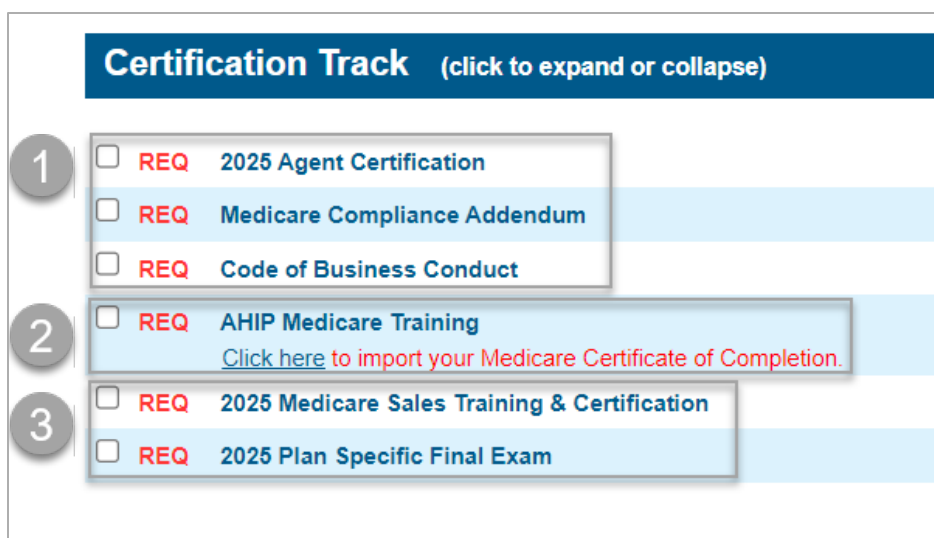 Certification Track (click to expand or collapse)
1
REQ 2025 Agent Certification
REQ Medicare Compliance Addendum
REQ Code of Business Conduct
2
REQ AHIP Medicare Training
Click here to import your Medicare Certificate of Completion.
3
REQ 2025 Medicare Sales Training & Certification
REQ 2025 Plan Specific Final Exam